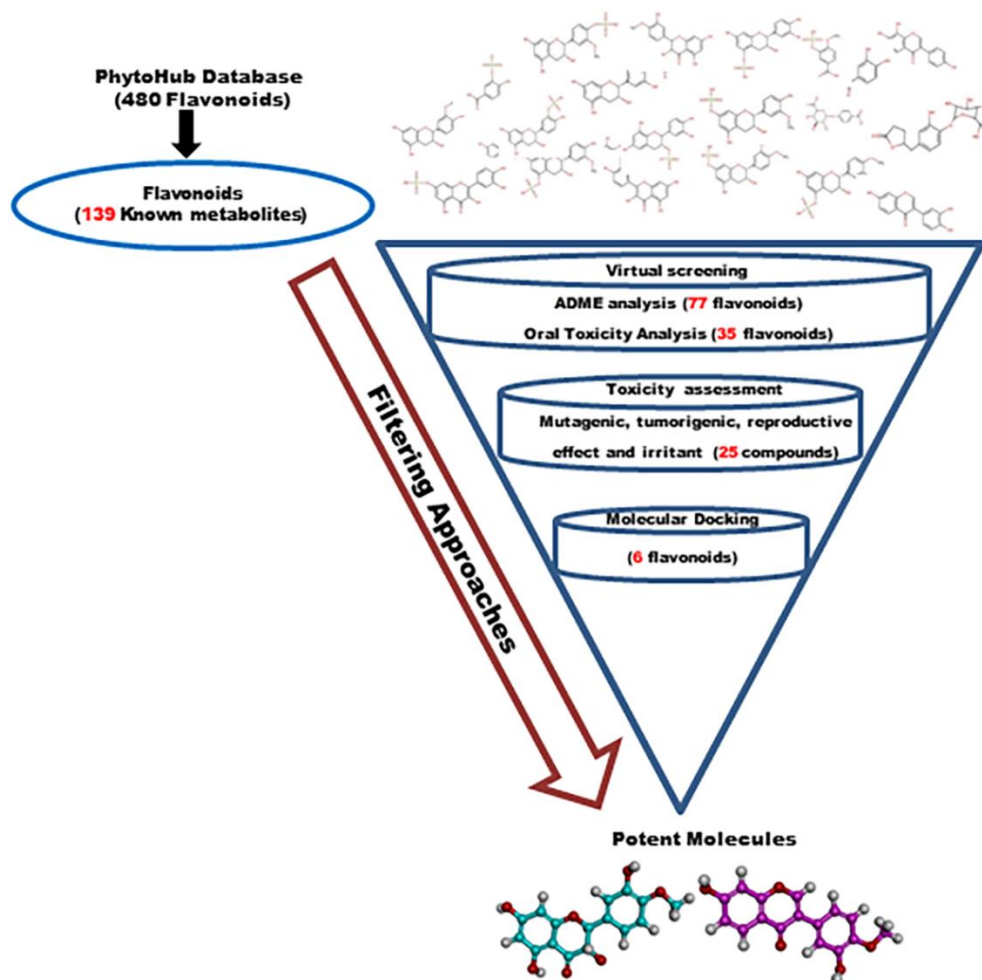 PhytoHub Database
(480 Flavonoids)
Flavonoids
(139 Known metabolites)
Virtual screening
ADME analysis (77 flavonoids)
Oral Toxicity Analysis (35 flavonoids)
Toxicity assessment
Mutagenic, tumorigenic, reproductive
effect and irritant (25 compounds)
Molecular Docking
(6 flavonoids)
Filtering Approaches
Potent Molecules